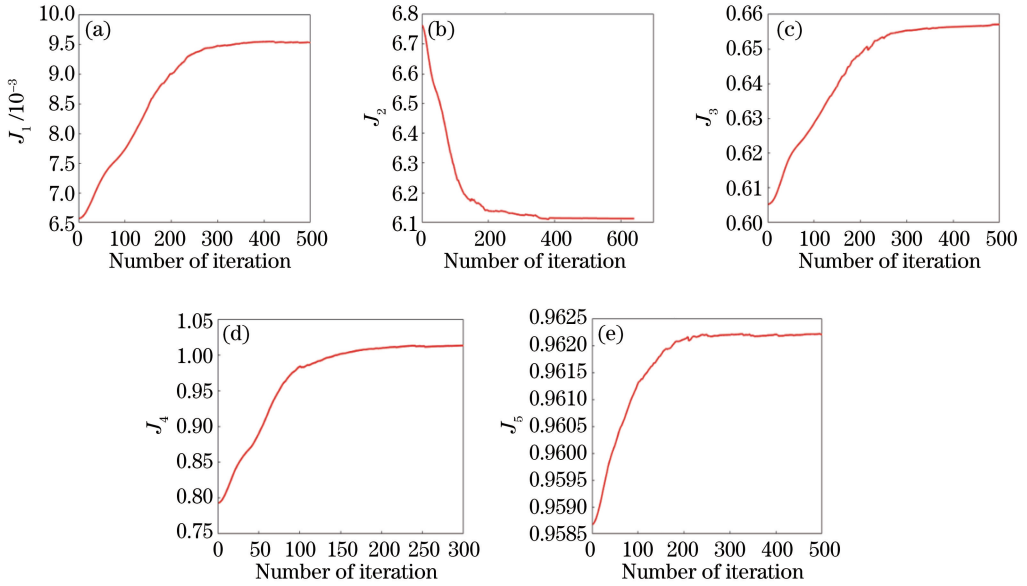 (a)
10.0
9.5
9.0
8.5
8.0
7.5
7.0
6.5
J₁ /10⁻³
0 100 200 300 400 500
Number of iteration
(b)
6.8
6.7
6.6
6.5
6.4
6.3
6.2
6.1
J₂
0 200 400 600
Number of iteration
(c)
0.66
0.65
0.64
0.63
0.62
0.61
0.60
J₃
0 100 200 300 400 500
Number of iteration
(d)
1.05
1.00
0.95
0.90
0.85
0.80
0.75
J₄
0 50 100 150 200 250 300
Number of iteration
(e)
0.9625
0.9620
0.9615
0.9610
0.9605
0.9600
0.9595
0.9590
0.9585
J₅
0 100 200 300 400 500
Number of iteration